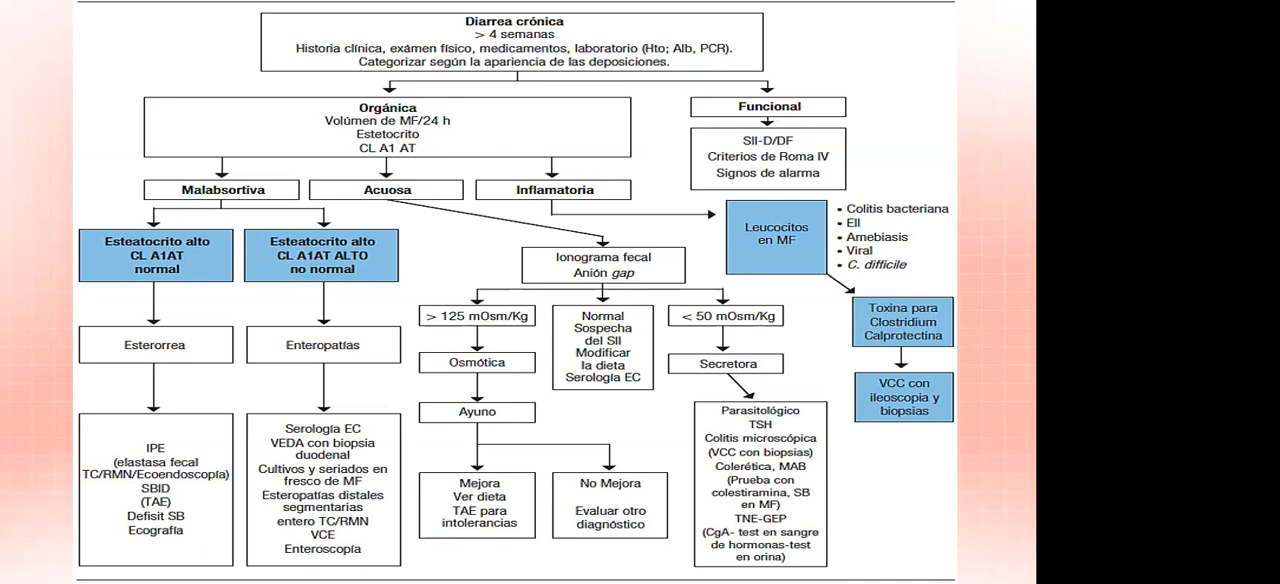 Diarrea crónica
> 4 semanas
Historia clínica, exámen físico, medicamentos, laboratorio (Hto; Alb, PCR).
Categorizar según la apariencia de las deposiciones.
Orgánica
Volúmen de MF/24 h
Estetocrito
CL A1 AT
Funcional
SII-D/DF
Criterios de Roma IV
Signos de alarma
Malabsortiva
Acuosa
Inflamatoria
Esteatocrito alto
CL A1AT
normal
Esteatocrito alto
CL A1AT ALTO
no normal
Ionograma fecal
Anión gap
Leucocitos
en MF
• Colitis bacteriana
• EII
• Amebiasis
• Viral
• C. difficile
Esterorrea
Enteropatías
> 125 mOsm/Kg
Normal
Sospecha
del SII
Modificar
la dieta
Serología EC
< 50 mOsm/Kg
Toxina para
Clostridium
Calprotectina
Osmótica
Secretora
VCC con
ileoscopia y
biopsias
Ayuno
IPE
(elastasa fecal
TC/RMN/Ecoendoscopía)
SBID
(TAE)
Defisit SB
Ecografía
Serología EC
VEDA con biopsia
duodenal
Cultivos y seriados en
fresco de MF
Esteropatías distales
segmentarias
entero TC/RMN
VCE
Enteroscopía
Mejora
Ver dieta
TAE para
intolerancias
No Mejora
Evaluar otro
diagnóstico
Parasitológico
TSH
Colitis microscópica
(VCC con biopsias)
Colerética, MAB
(Prueba con
colestiramina, SB
en MF)
TNE-GEP
(CgA- test en sangre
de hormonas-test
en orina)